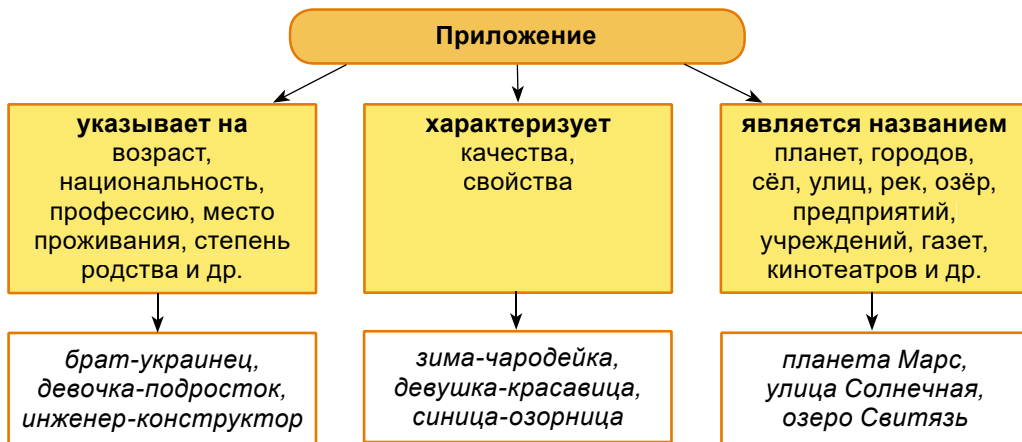 Приложение
указывает на
возраст,
национальность,
профессию, место
проживания, степень
родства и др.
характеризует
качества,
свойства
является названием
планет, городов,
сёл, улиц, рек, озёр,
предприятий,
учреждений, газет,
кинотеатров и др.
брат-украинец,
девочка-подросток,
инженер-конструктор
зима-чародейка,
девушка-красавица,
синица-озорница
планета Марс,
улица Солнечная,
озеро Свитязь